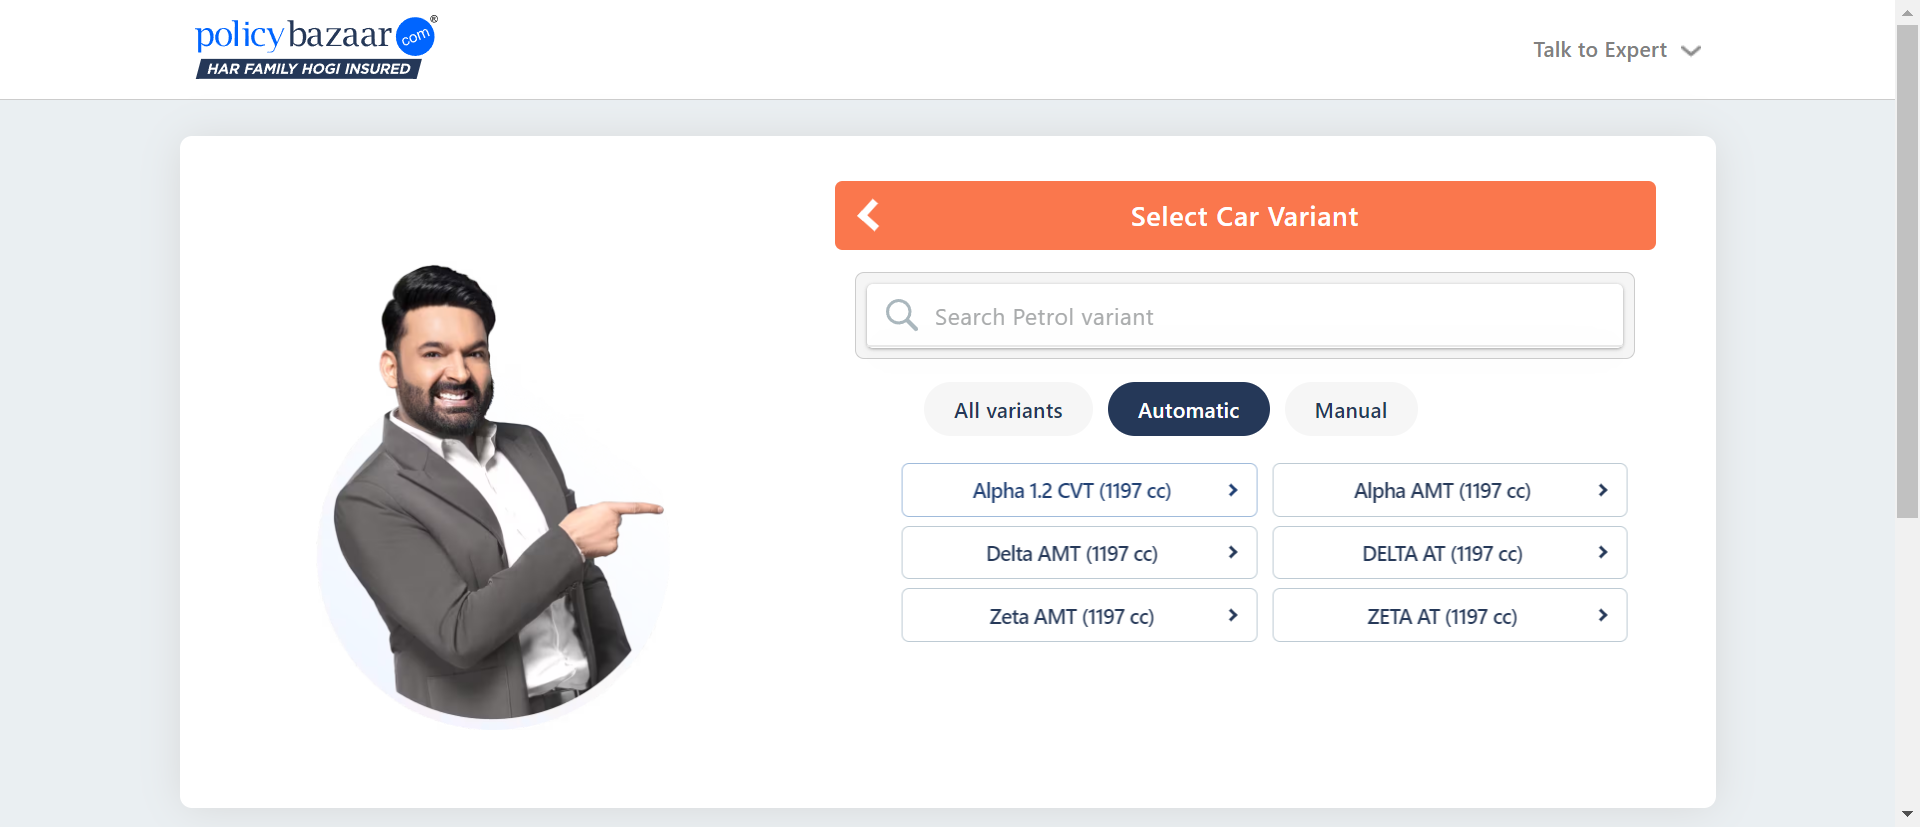 policybazaar.com®
HAR FAMILY HOGI INSURED
Talk to Expert
Select Car Variant
Search Petrol variant
All variants
Automatic
Manual
Alpha 1.2 CVT (1197 cc)
Alpha AMT (1197 cc)
Delta AMT (1197 cc)
DELTA AT (1197 cc)
Zeta AMT (1197 cc)
ZETA AT (1197 cc)